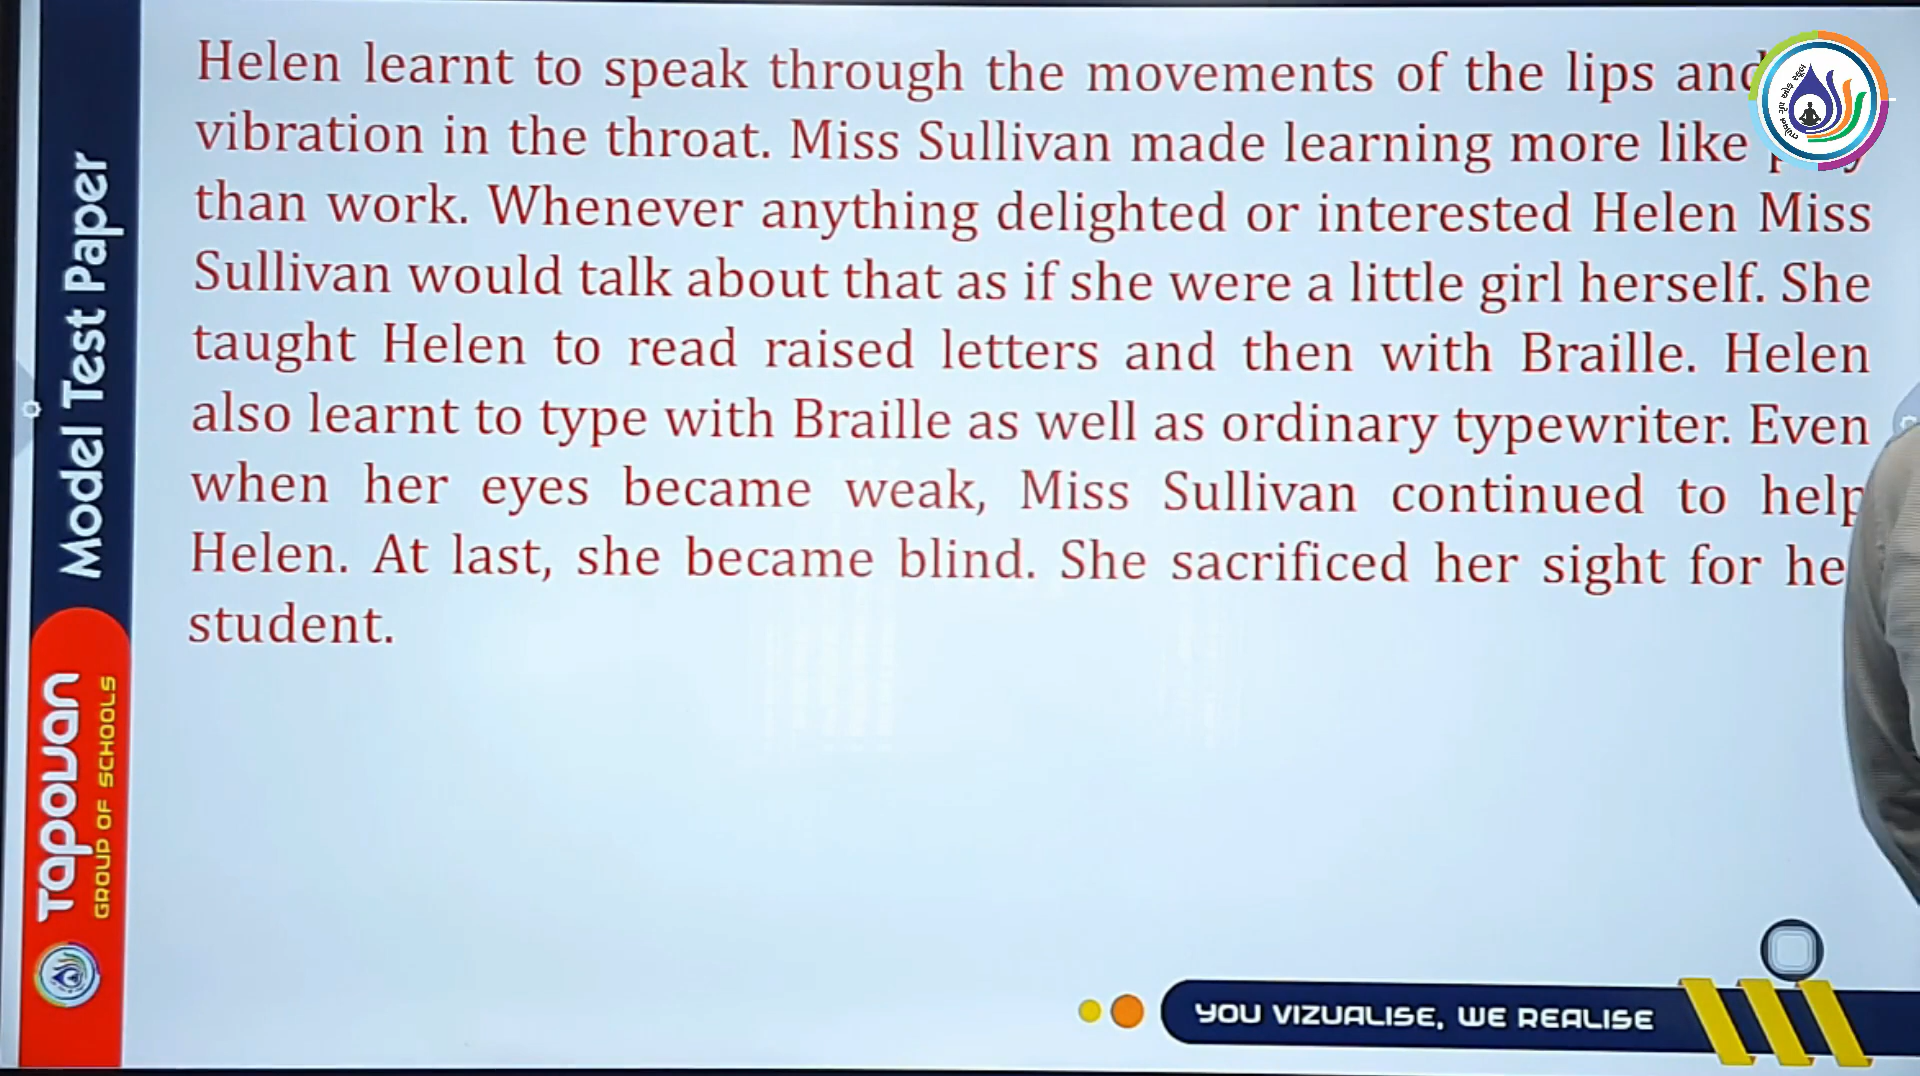 Helen learnt to speak through the movements of the lips and
vibration in the throat. Miss Sullivan made learning more like
than work. Whenever anything delighted or interested Helen Miss
Sullivan would talk about that as if she were a little girl herself. She
taught Helen to read raised letters and then with Braille. Helen
also learnt to type with Braille as well as ordinary typewriter. Even
when her eyes became weak, Miss Sullivan continued to help
Helen. At last, she became blind. She sacrificed her sight for
student.
Model Test Paper
Tapovan
GROUP OF SCHOOLS
YOU VIZUALISE, WE REALISE